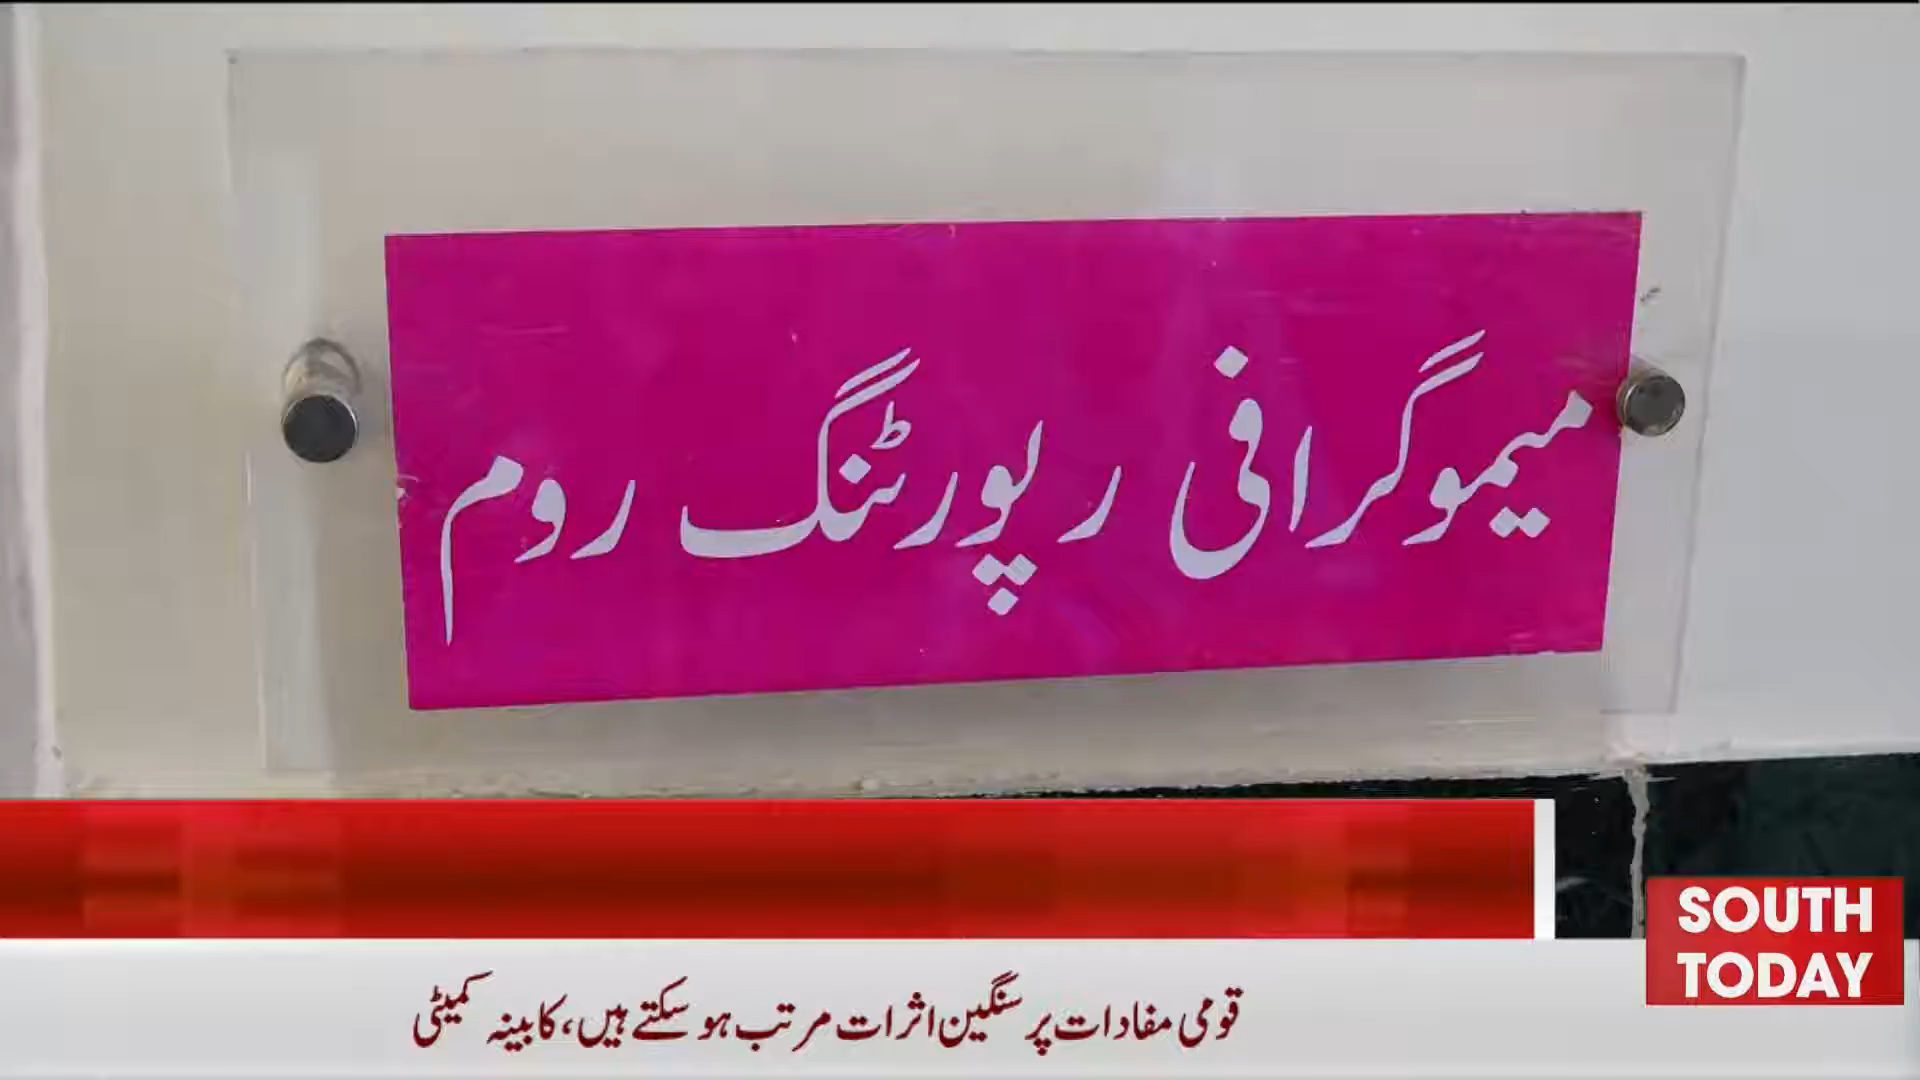 میموگرافی رپورٹنگ روم
SOUTH
TODAY
قومی مفادات پر سنگین اثرات مرتب ہو سکتے ہیں، کابینہ کمیٹی